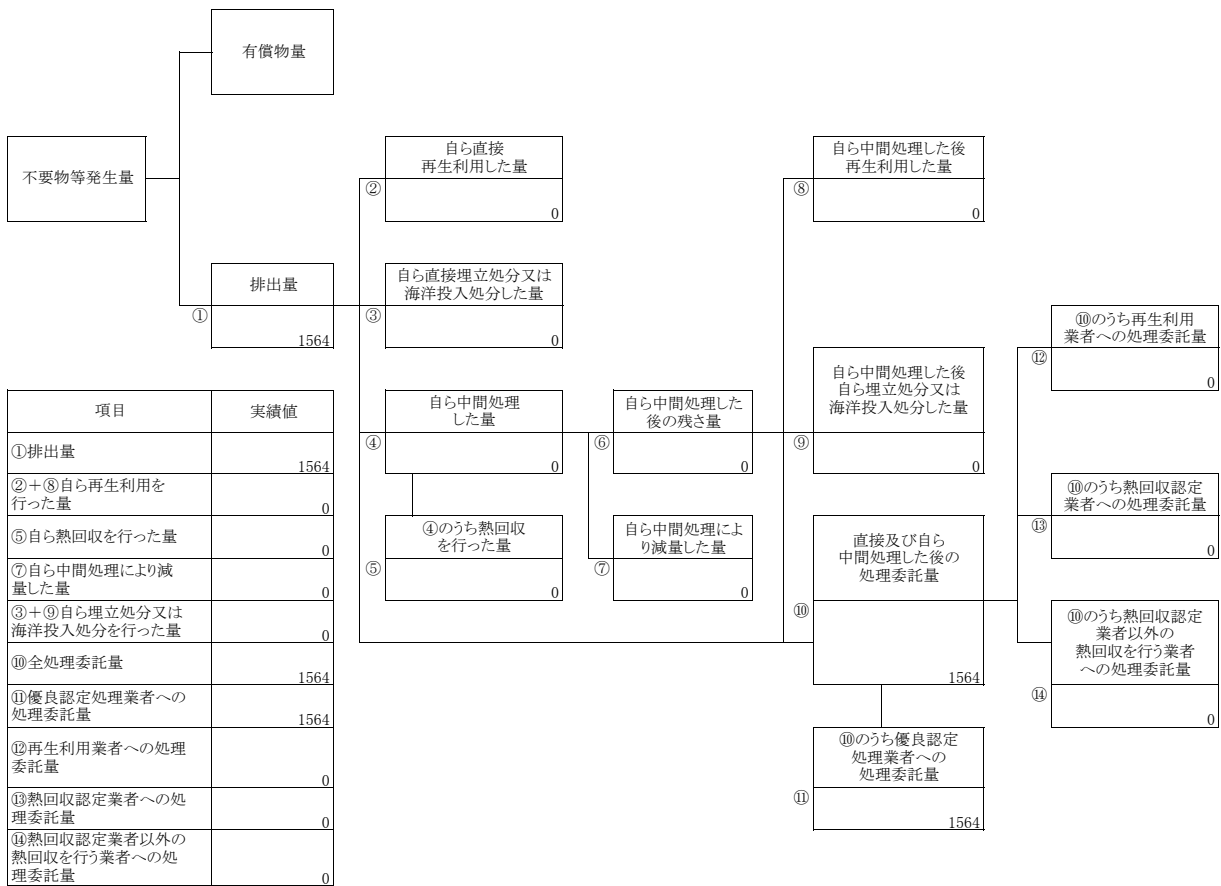 有償物量
不要物等発生量
排出量
①
1564
自ら直接
再生利用した量
②
0
自ら直接埋立処分又は
海洋投入処分した量
③
0
自ら中間処理
した量
④
0
④のうち熱回収
を行った量
⑤
0
自ら中間処理した
後の残さ量
⑥
0
自ら中間処理によ
り減量した量
⑦
0
自ら中間処理した後
再生利用した量
⑧
0
自ら中間処理した後
自ら埋立処分又は
海洋投入処分した量
⑨
0
直接及び自ら
中間処理した後の
処理委託量
⑩
1564
⑩のうち優良認定
処理業者への
処理委託量
⑪
1564
⑩のうち再生利用
業者への処理委託量
⑫
0
⑩のうち熱回収認定
業者への処理委託量
⑬
0
⑩のうち熱回収認定
業者以外の
熱回収を行う業者
への処理委託量
⑭
0
項目 実績値
①排出量
1564
②+⑧自ら再生利用を
行った量
0
⑤自ら熱回収を行った量
0
⑦自ら中間処理により減
量した量
0
③+⑨自ら埋立処分又は
海洋投入処分を行った量
0
⑩全処理委託量
1564
⑪優良認定処理業者への
処理委託量
1564
⑫再生利用業者への処理
委託量
0
⑬熱回収認定業者への処
理委託量
0
⑭熱回収認定業者以外の
熱回収を行う業者への処
理委託量
0